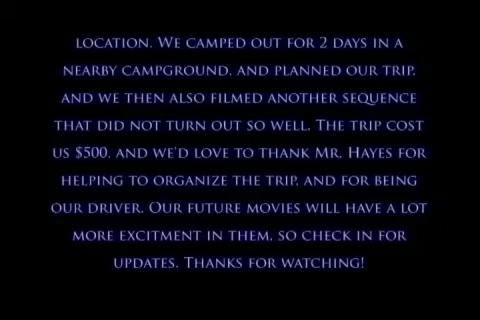 location. We camped out for 2 days in a
nearby campground, and planned our trip,
and we then also filmed another sequence
that did not turn out so well. The trip cost
us $500, and we'd love to thank Mr. Hayes for
helping to organize the trip, and for being
our driver. Our future movies will have a lot
more excitment in them, so check in for
updates. Thanks for watching!